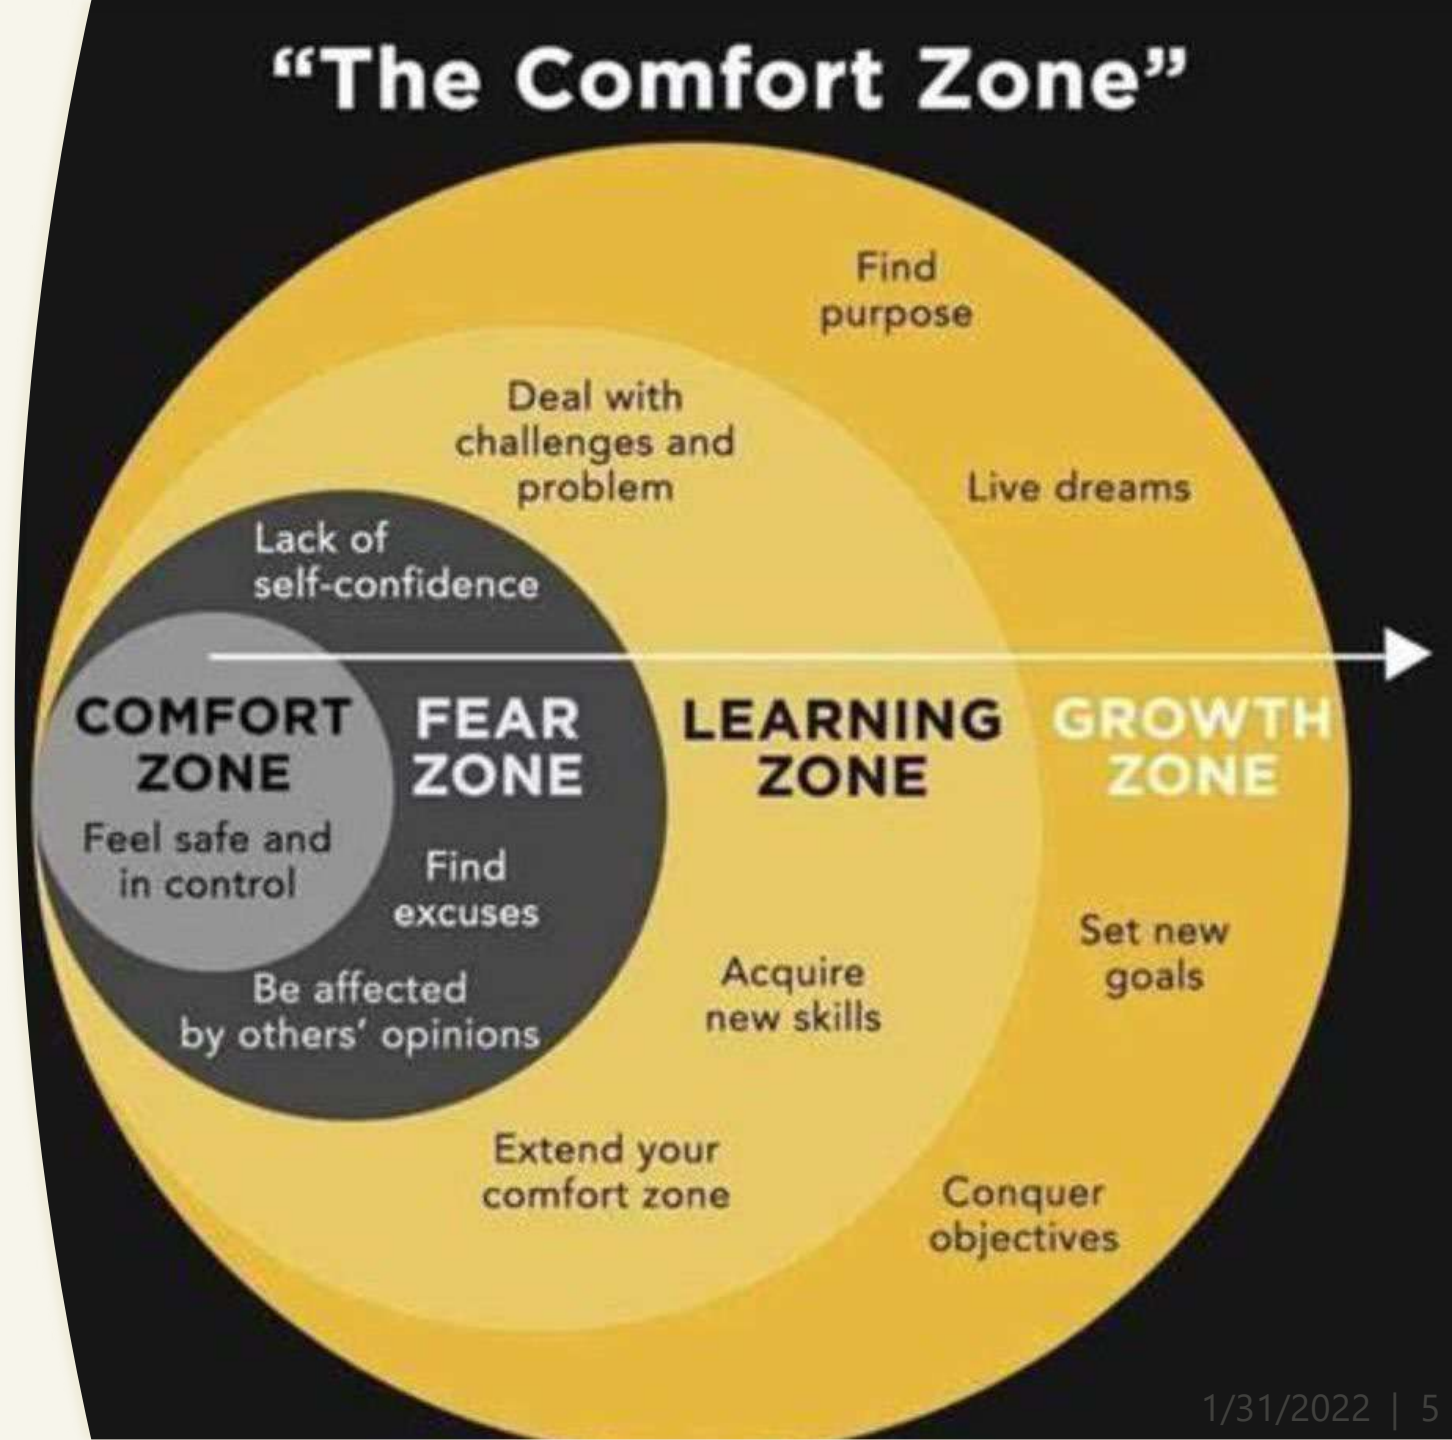 “The Comfort Zone”
Find
purpose
Deal with
challenges and
problem
Live dreams
Lack of
self-confidence
COMFORT
ZONE
Feel safe and
in control
FEAR
ZONE
Find
excuses
Be affected
by others’ opinions
LEARNING
ZONE
Acquire
new skills
Extend your
comfort zone
GROWTH
ZONE
Set new
goals
Conquer
objectives
1/31/2022 | 5